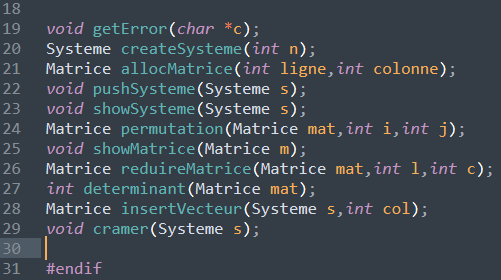 18
19 void getError(char *c);
20 Systeme createSysteme(int n);
21 Matrice allocMatrice(int ligne,int colonne);
22 void pushSysteme(Systeme s);
23 void showSysteme(Systeme s);
24 Matrice permutation(Matrice mat,int i,int j);
25 void showMatrice(Matrice m);
26 Matrice reduireMatrice(Matrice mat,int l,int c);
27 int determinant(Matrice mat);
28 Matrice insertVecteur(Systeme s,int col);
29 void cramer(Systeme s);
30
31 #endif